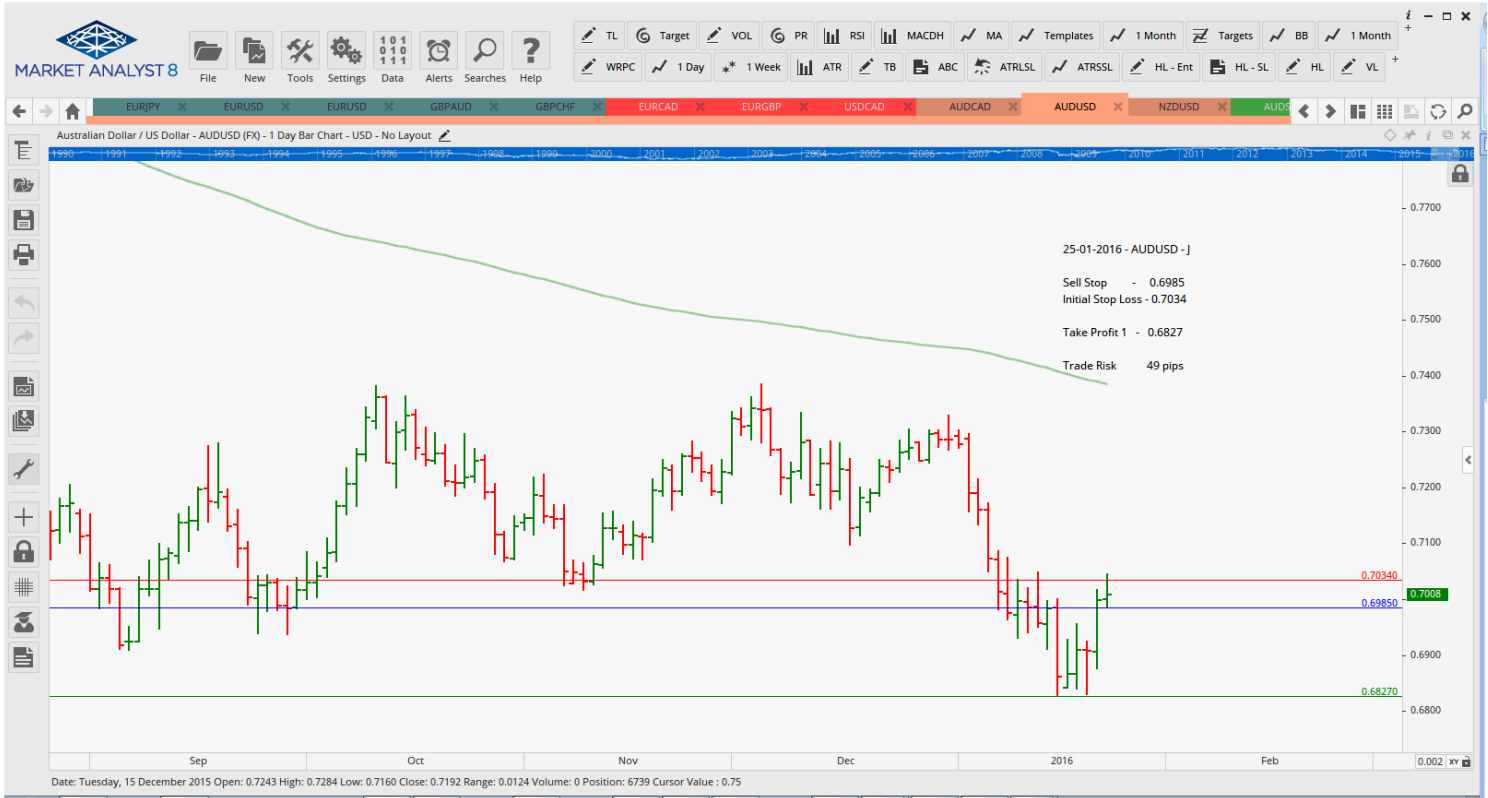 i
TL Target VOL PR RSI MACDH MA Templates 1 Month Targets BB 1 Month
WRPC 1 Day 1 Week ATR TB ABC ATRLSL ATRSSL HL - Ent HL - SL HL VL
MARKET ANALYST 8
101
010
111
File New Tools Settings Data Alerts Searches Help
EURJPY EURUSD EURUSD GBPAUD GBPCHF EURCAD EURGBP USDCAD AUDCAD AUDUSD NZDUSD AUDS
Australian Dollar / US Dollar - AUDUSD (FX) - 1 Day Bar Chart - USD - No Layout
1990 1991 1992 1993 1994 1995 1996 1997 1998 1999 2000 2001 2002 2003 2004 2005 2006 2007 2008 2009 2010 2011 2012 2013 2014 2015 2016
0.7700
25-01-2016 - AUDUSD - J
0.7600
Sell Stop - 0.6985
Initial Stop Loss - 0.7034
0.7500
Take Profit 1 - 0.6827
Trade Risk 49 pips
0.7400
0.7300
0.7200
0.7100
0.70340
0.7008
0.69850
0.6900
0.68270
0.6800
Sep Oct Nov Dec 2016 Feb
0.002 XY
Date: Tuesday, 15 December 2015 Open: 0.7243 High: 0.7284 Low: 0.7160 Close: 0.7192 Range: 0.0124 Volume: 0 Position: 6739 Cursor Value : 0.75